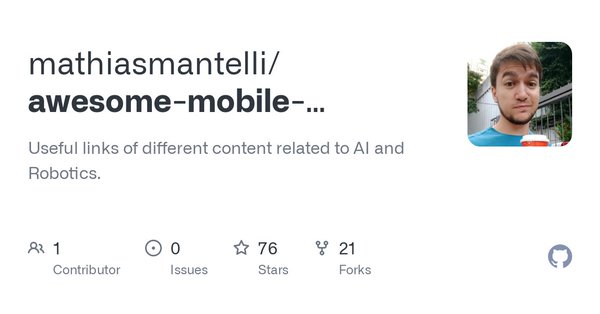 mathiasmantelli/
awesome-mobile-...
Useful links of different content related to AI and
Robotics.
1
Contributor
0
Issues
76
Stars
21
Forks